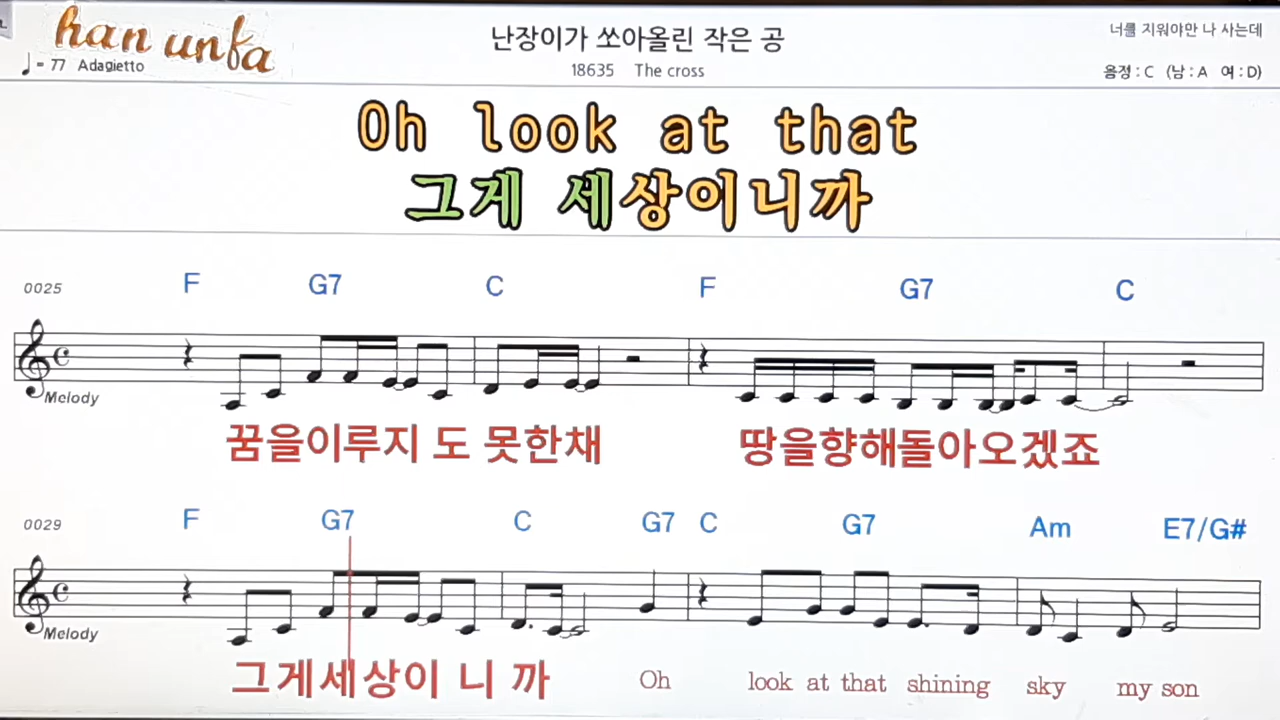 han unfa
♩= 77 Adagietto
난장이가 쏘아올린 작은 공
18635 The cross
너를 지워야만 나 사는데
음정 : C (남 : A 여 : D)
Oh look at that
그게 세상이니까
0025 F G7 C F G7 C
Melody
꿈을이루지 도 못한채 땅을향해돌아오겠죠
0029 F G7 C G7 C G7 Am E7/G#
Melody
그게세상이 니 까 Oh look at that shining sky my son